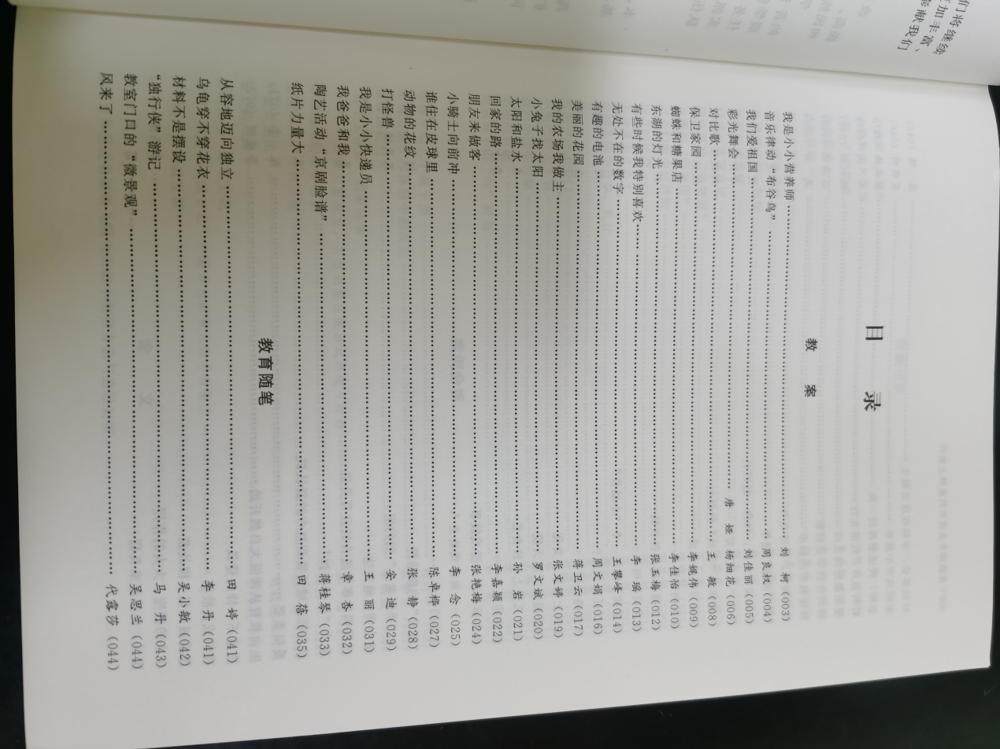 们将继续
加丰富、
奉献我们
目 录
教 案
我是小小营养师……刘 柯（003）
音乐律动“布谷鸟”……周良权（004）
我们爱祖国……刘佳丽（005）
彩光舞会……唐 娅 杨细花（006）
对比歌……王 敏（008）
保卫家园……李娓伟（009）
蜘蛛和糖果店……李佳怡（010）
东湖的灯光……张玉梅（012）
有些时候我特别喜欢……李 瑶（013）
无处不在的数字……王攀峰（014）
有趣的电池……周文娟（016）
美丽的花园……蒋卫云（017）
我的农场我做主……张文婷（019）
小兔子找太阳……罗文斌（020）
太阳和盐水……孙 岩（021）
回家的路……李嘉颖（022）
朋友来做客……张艳梅（024）
小骑士向前冲……李 念（025）
谁住在皮球里……陈卓桦（027）
动物的花纹……张 静（028）
打怪兽……安 迪（029）
我是小小快递员……王 丽（031）
我爸爸和我……章 杏（032）
陶艺活动“京剧脸谱”……蒋桂琴（033）
纸片力量大……田 蓓（035）
教育随笔
从容地迈向独立……田 婷（041）
乌龟穿不穿花衣……李 丹（041）
材料不是摆设……吴小敏（042）
“独行侠”游记……马 丹（043）
教室门口的“微景观”……吴思兰（044）
风来了……代露莎（044）